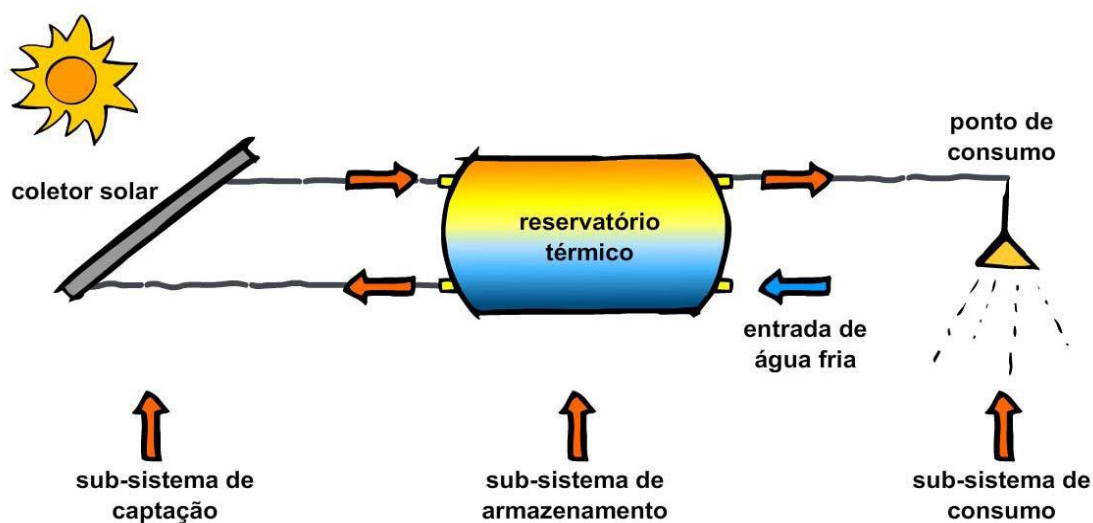 ponto de
consumo
coletor solar
reservatório
térmico
entrada de
água fria
sub-sistema de
captação
sub-sistema de
armazenamento
sub-sistema de
consumo